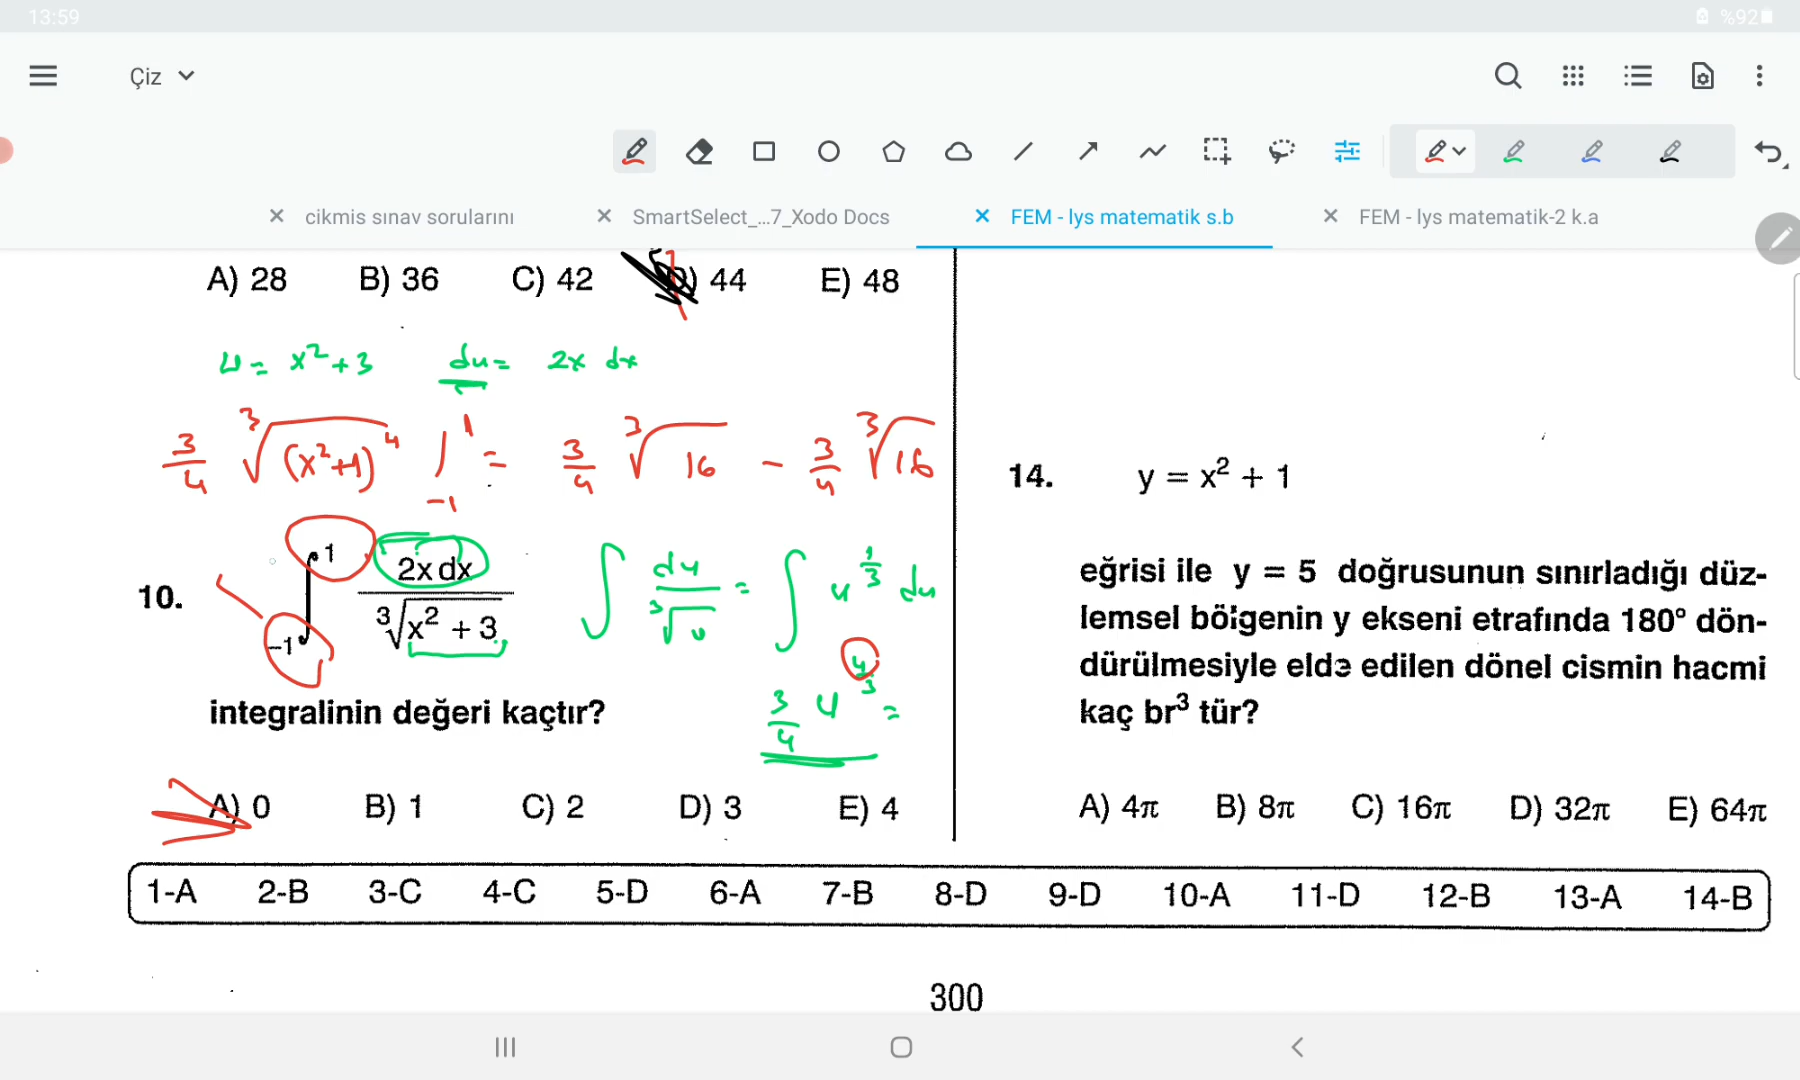 13:59 %92
Çiz
cikmis sınav sorularını SmartSelect_...7_Xodo Docs FEM - lys matematik s.b FEM - lys matematik-2 k.a
A) 28 B) 36 C) 42 D) 44 E) 48
u = x² + 3 du = 2x dx
3/4 ∛(x²+1)⁴ |₋₁¹ = 3/4 ∛16 − 3/4 ∛16
10. ∫₋₁¹ 2x dx / ∛(x² + 3)
∫ du/∛u = ∫ u^(1/3) du
3/4 u^(4/3) =
integralinin değeri kaçtır?
A) 0 B) 1 C) 2 D) 3 E) 4
14. y = x² + 1
eğrisi ile y = 5 doğrusunun sınırladığı düz-
lemsel bölgenin y ekseni etrafında 180° dön-
dürülmesiyle elde edilen dönel cismin hacmi
kaç br³ tür?
A) 4π B) 8π C) 16π D) 32π E) 64π
1-A 2-B 3-C 4-C 5-D 6-A 7-B 8-D 9-D 10-A 11-D 12-B 13-A 14-B
300